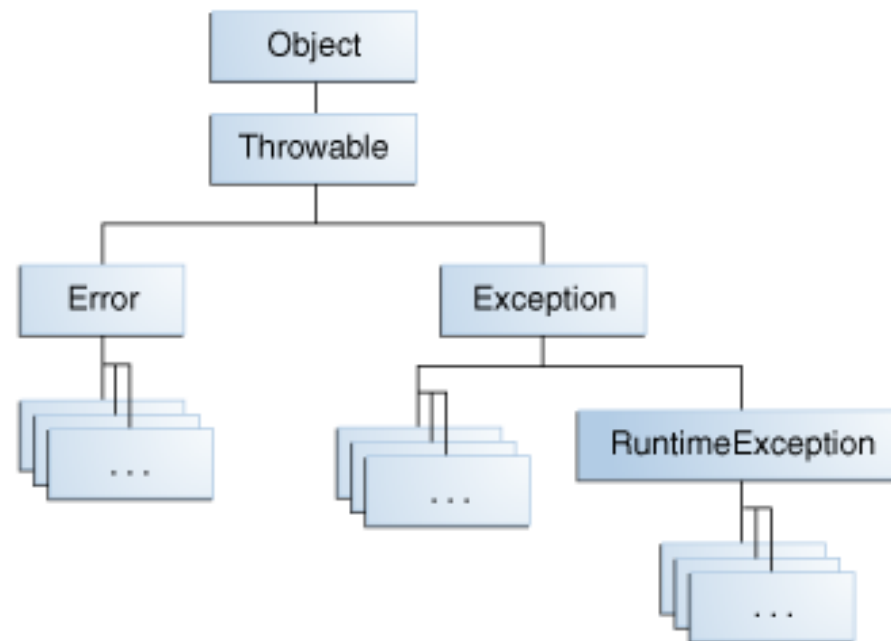 Object
Throwable
Error
Exception
. . .
. . .
RuntimeException
. . .